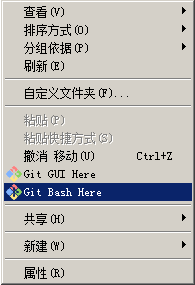 查看(V)
排序方式(O)
分组依据(P)
刷新(E)
自定义文件夹(F)...
粘贴(P)
粘贴快捷方式(S)
撤消 移动(U) Ctrl+Z
Git GUI Here
Git Bash Here
共享(H)
新建(W)
属性(R)